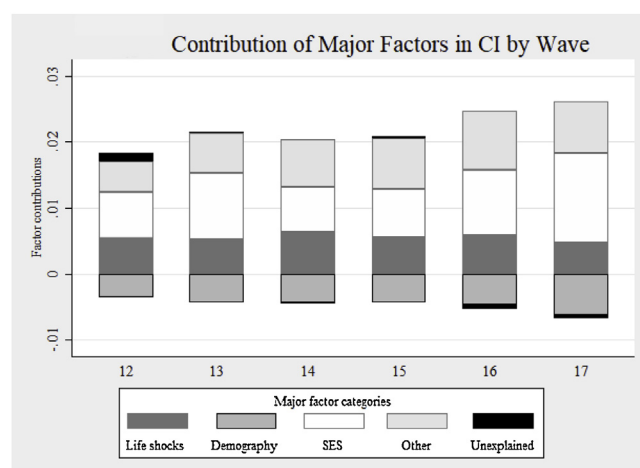 Contribution of Major Factors in CI by Wave
Factor contributions
.03
.02
.01
0
-.01
12 13 14 15 16 17
Major factor categories
Life shocks Demography SES Other Unexplained